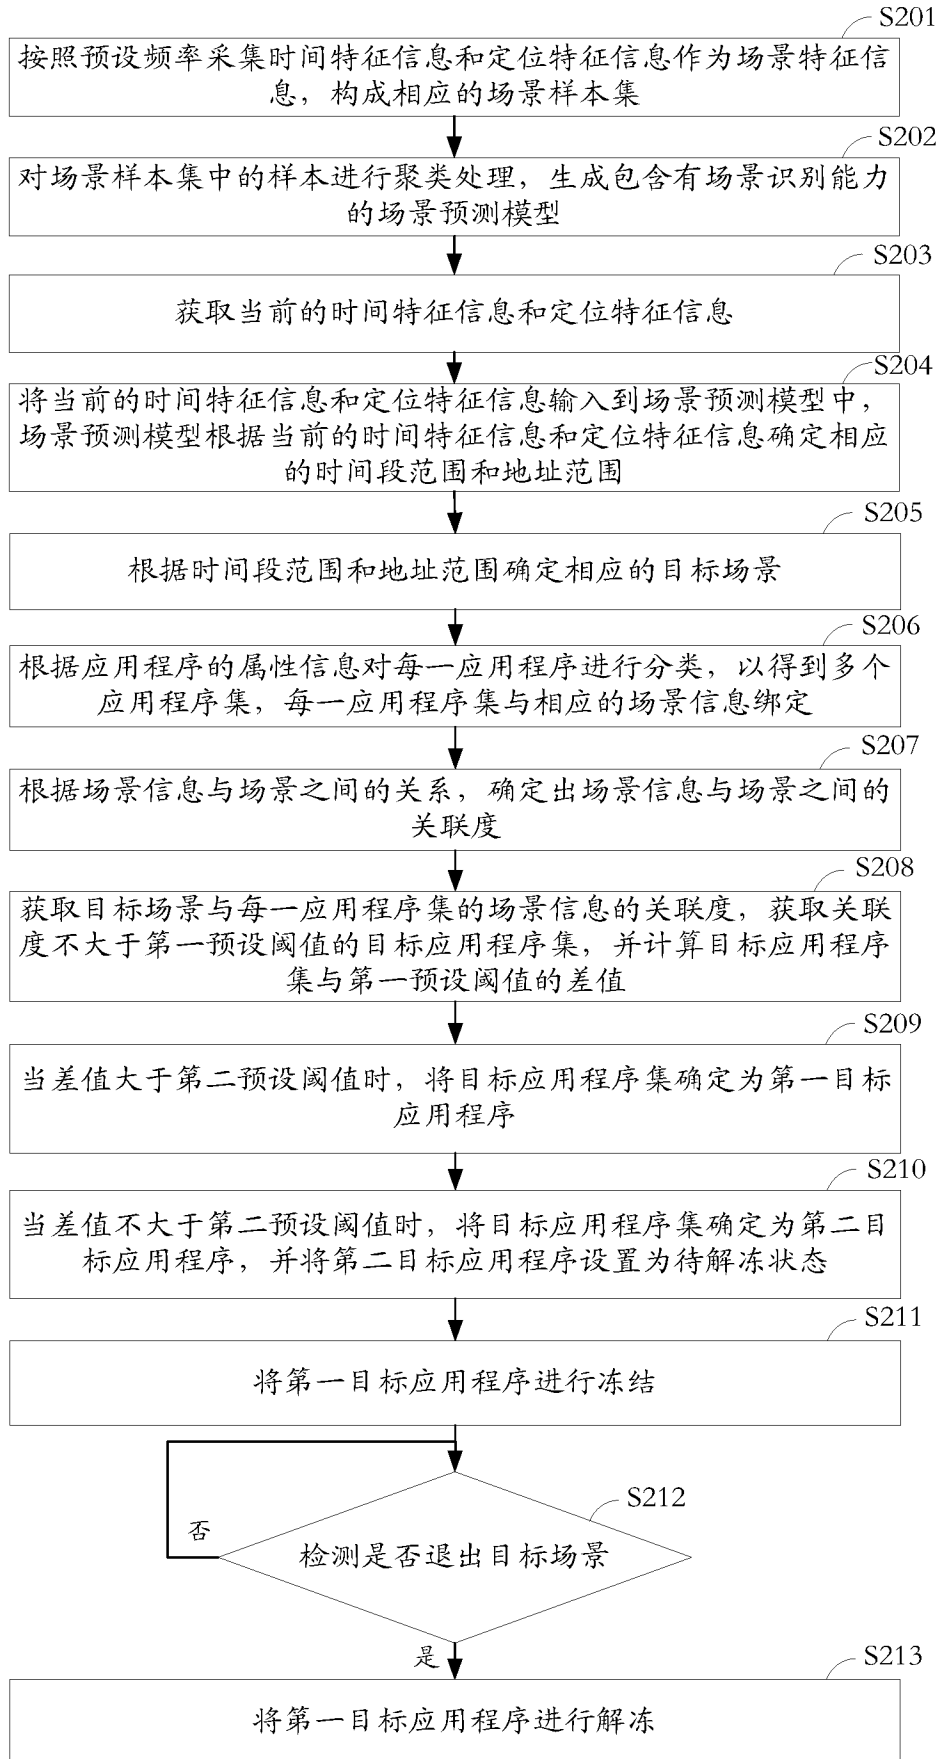 S201
按照预设频率采集时间特征信息和定位特征信息作为场景特征信
息，构成相应的场景样本集
S202
对场景样本集中的样本进行聚类处理，生成包含有场景识别能力
的场景预测模型
S203
获取当前的时间特征信息和定位特征信息
S204
将当前的时间特征信息和定位特征信息输入到场景预测模型中，
场景预测模型根据当前的时间特征信息和定位特征信息确定相应
的时间段范围和地址范围
S205
根据时间段范围和地址范围确定相应的目标场景
S206
根据应用程序的属性信息对每一应用程序进行分类，以得到多个
应用程序集，每一应用程序集与相应的场景信息绑定
S207
根据场景信息与场景之间的关系，确定出场景信息与场景之间的
关联度
S208
获取目标场景与每一应用程序集的场景信息的关联度，获取关联
度不大于第一预设阈值的目标应用程序集，并计算目标应用程序
集与第一预设阈值的差值
S209
当差值大于第二预设阈值时，将目标应用程序集确定为第一目标
应用程序
S210
当差值不大于第二预设阈值时，将目标应用程序集确定为第二目
标应用程序，并将第二目标应用程序设置为待解冻状态
S211
将第一目标应用程序进行冻结
S212
否
检测是否退出目标场景
是
S213
将第一目标应用程序进行解冻